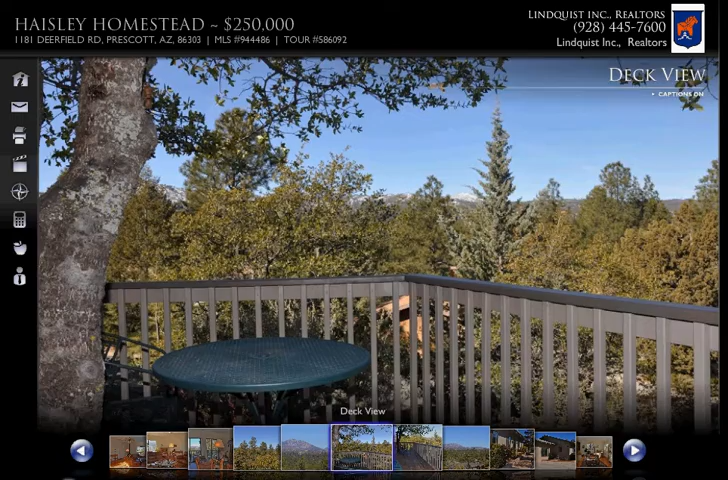 HAISLEY HOMESTEAD ~ $250,000
1181 DEERFIELD RD, PRESCOTT, AZ, 86303 | MLS #944486 | TOUR #586092
LINDQUIST INC., REALTORS
(928) 445-7600
Lindquist Inc., Realtors
DECK VIEW
CAPTIONS ON
Deck View